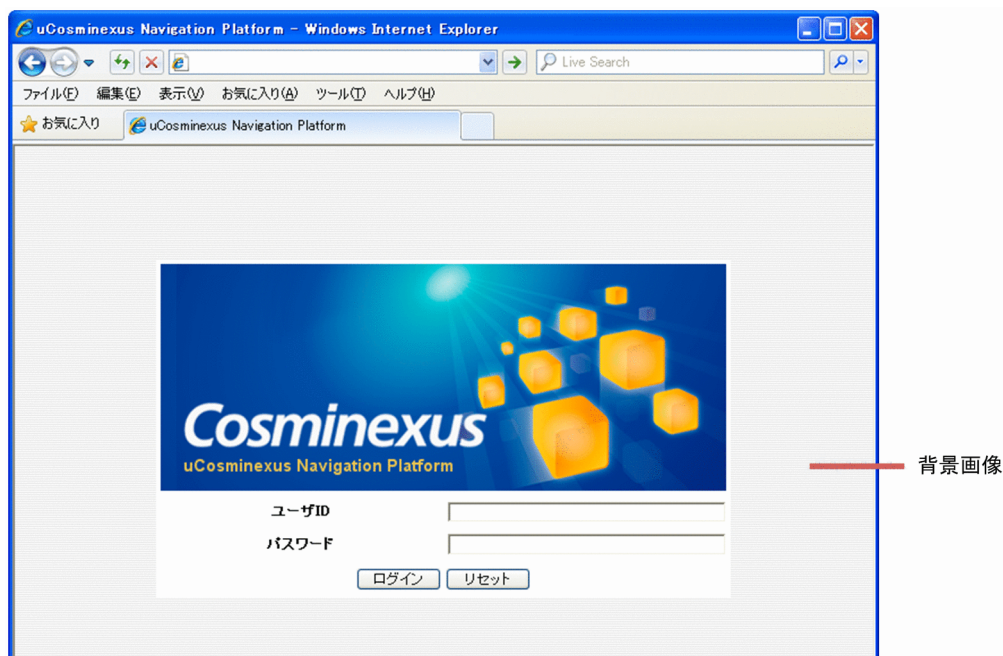 uCosminexus Navigation Platform - Windows Internet Explorer
Live Search
ファイル(F) 編集(E) 表示(V) お気に入り(A) ツール(T) ヘルプ(H)
お気に入り uCosminexus Navigation Platform
Cosminexus
uCosminexus Navigation Platform
背景画像
ユーザID
パスワード
ログイン リセット